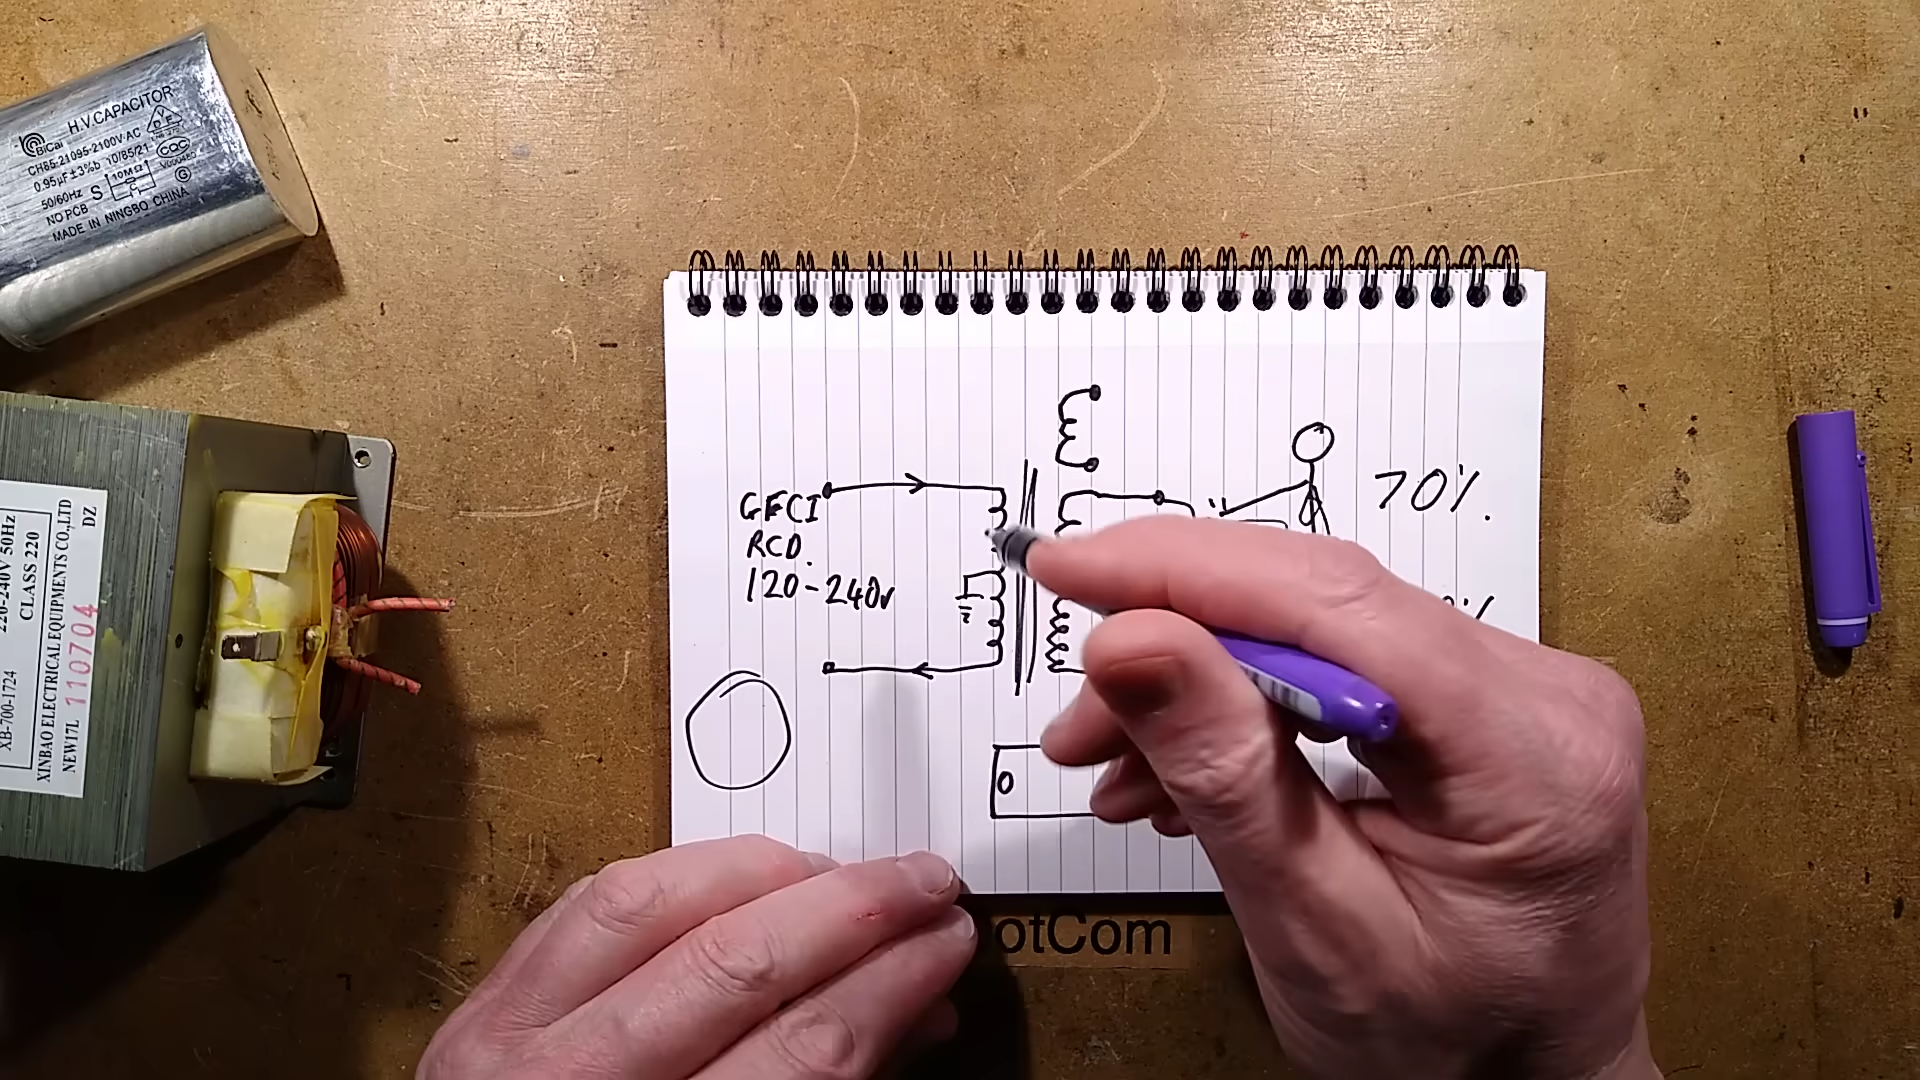 BiCai
H.V.CAPACITOR
CH85-21095-2100V·AC
0.95µF±3%b 10/85/21
50/60Hz S 10MΩ
NO PCB
MADE IN NINGBO CHINA
CQC
220-240V 50Hz
CLASS 220
XB-700-1724
XINBAO ELECTRICAL EQUIPMENTS CO.,LTD
NEW17L 110704
DZ
GFCI
RCD.
120-240v
70%.
0
otCom